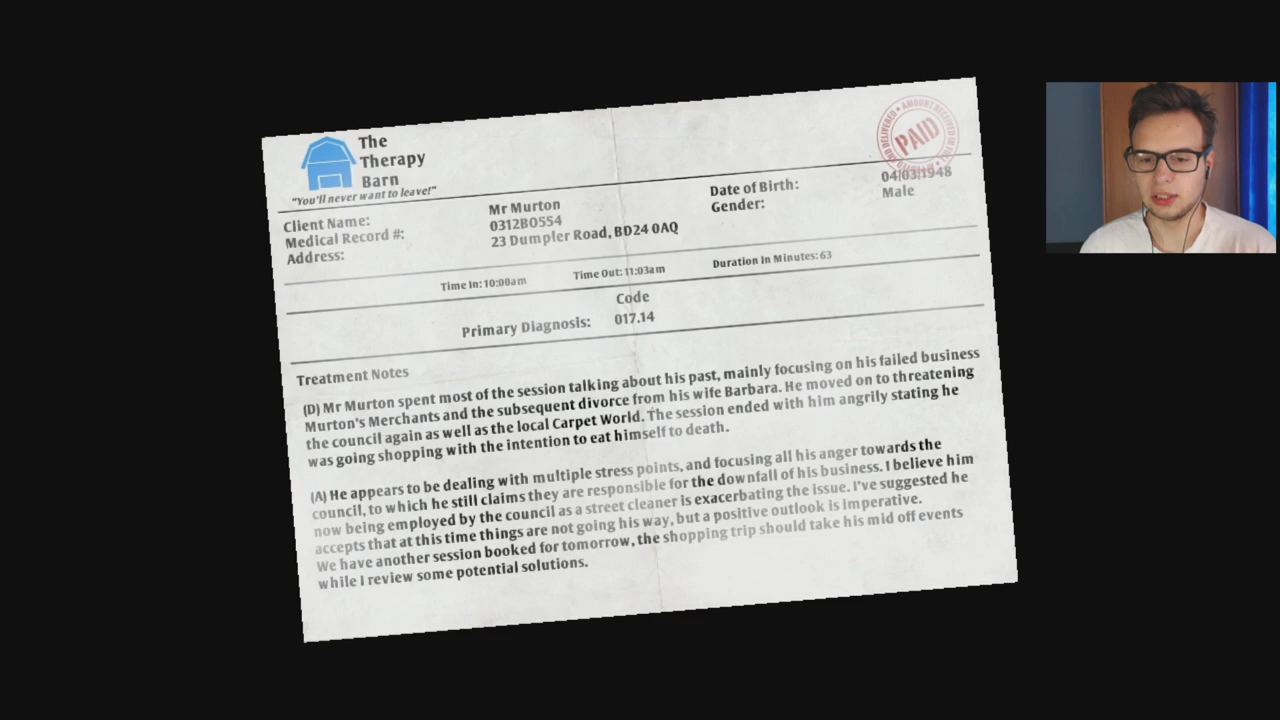 The
Therapy
Barn
"You'll never want to leave!"
PAID
Client Name: Mr Murton
Medical Record #: 0312BO554
Address: 23 Dumpler Road, BD24 0AQ
Date of Birth: 04/03/1948
Gender: Male
Time In: 10:00am Time Out: 11:03am Duration in Minutes: 63
Code
Primary Diagnosis: 017.14
Treatment Notes
(D) Mr Murton spent most of the session talking about his past, mainly focusing on his failed business
Murton's Merchants and the subsequent divorce from his wife Barbara. He moved on to threatening
the council again as well as the local Carpet World. The session ended with him angrily stating he
was going shopping with the intention to eat himself to death.
(A) He appears to be dealing with multiple stress points, and focusing all his anger towards the
council, to which he still claims they are responsible for the downfall of his business. I believe him
now being employed by the council as a street cleaner is exacerbating the issue. I've suggested he
accepts that at this time things are not going his way, but a positive outlook is imperative.
We have another session booked for tomorrow, the shopping trip should take his mid off events
while I review some potential solutions.